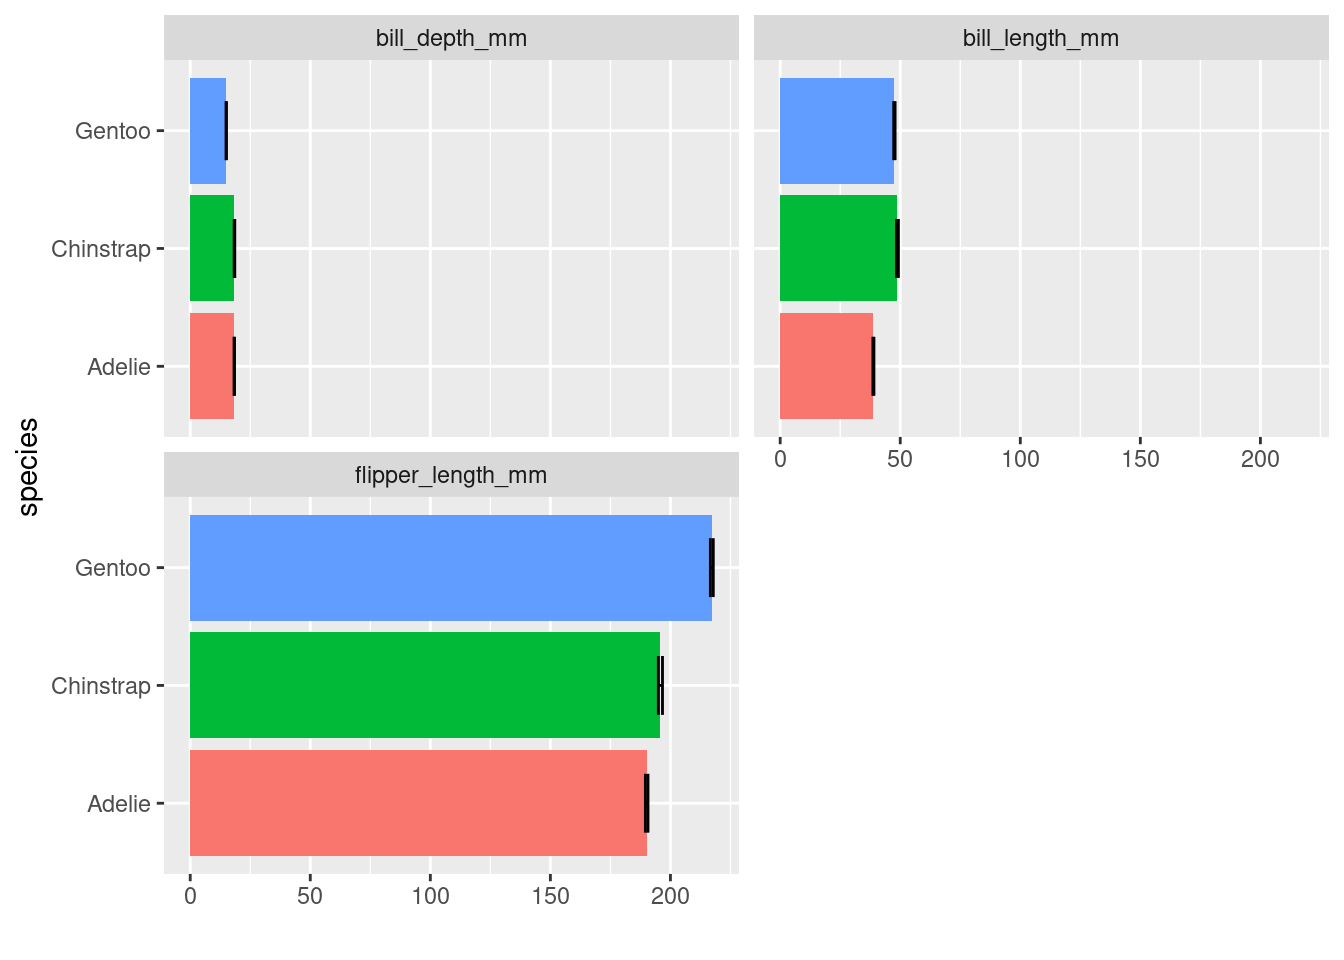 bill_depth_mm
bill_length_mm
Gentoo
Chinstrap
Adelie
0 50 100 150 200
species
flipper_length_mm
Gentoo
Chinstrap
Adelie
0 50 100 150 200